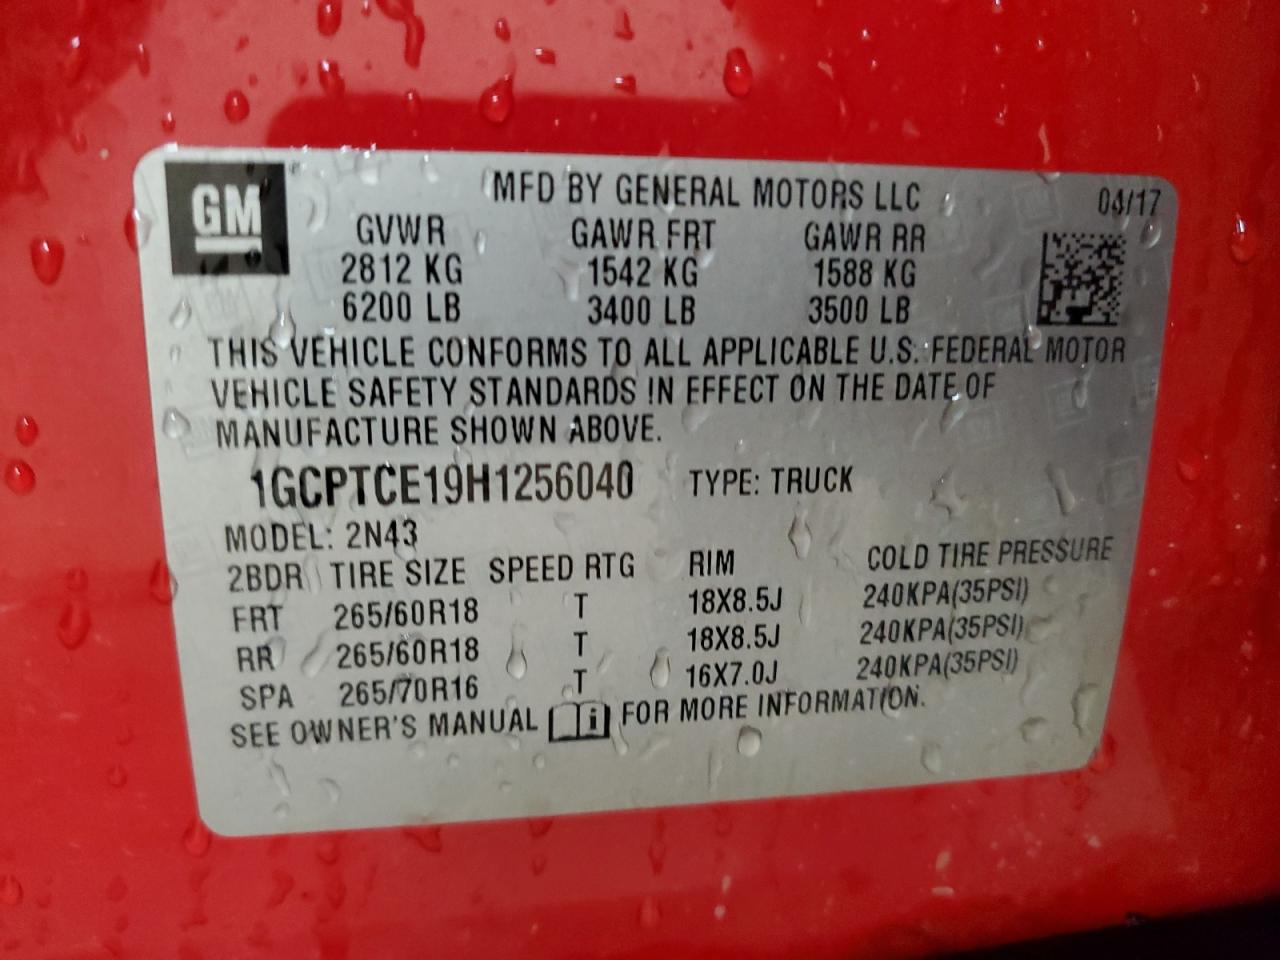 GM
MFD BY GENERAL MOTORS LLC 04/17
GVWR GAWR FRT GAWR RR
2812 KG 1542 KG 1588 KG
6200 LB 3400 LB 3500 LB
THIS VEHICLE CONFORMS TO ALL APPLICABLE U.S. FEDERAL MOTOR
VEHICLE SAFETY STANDARDS IN EFFECT ON THE DATE OF
MANUFACTURE SHOWN ABOVE.
1GCPTCE19H1256040 TYPE: TRUCK
MODEL: 2N43
2BDR TIRE SIZE SPEED RTG RIM COLD TIRE PRESSURE
FRT 265/60R18 T 18X8.5J 240KPA(35PSI)
RR 265/60R18 T 18X8.5J 240KPA(35PSI)
SPA 265/70R16 T 16X7.0J 240KPA(35PSI)
SEE OWNER'S MANUAL i FOR MORE INFORMATION.